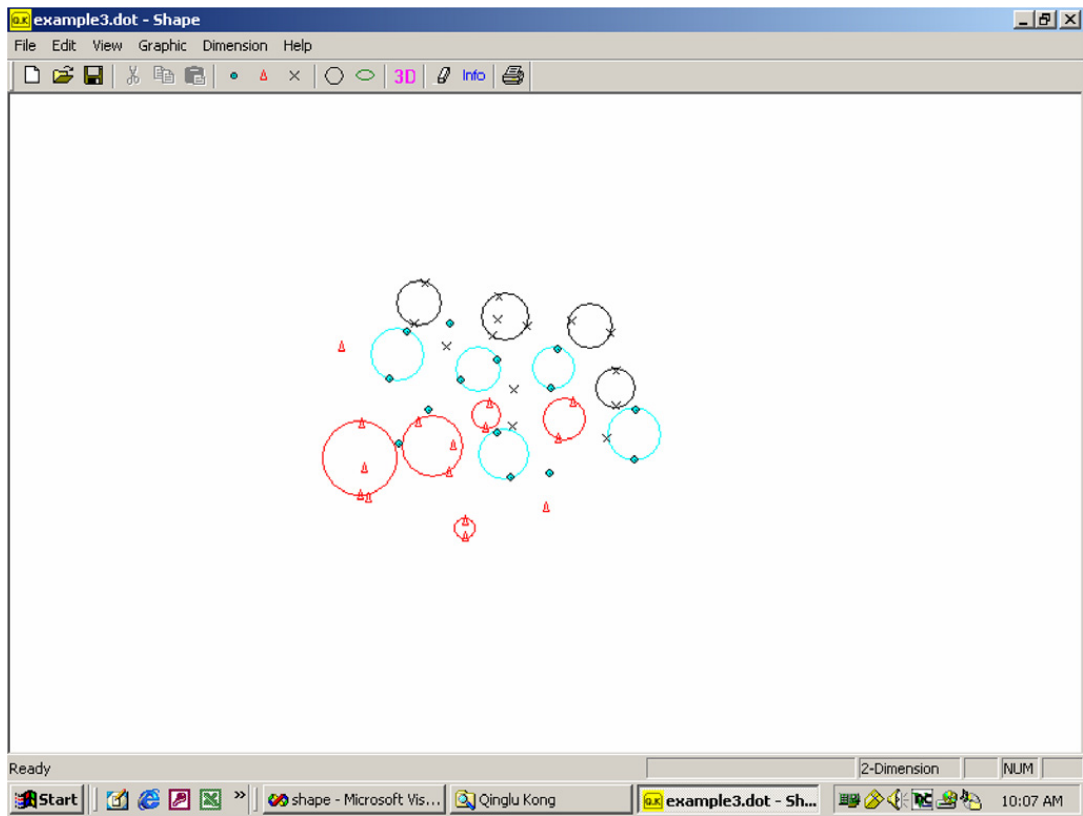 Q.K example3.dot - Shape
File Edit View Graphic Dimension Help
3D Info
Ready 2-Dimension NUM
Start » shape - Microsoft Vis... Qinglu Kong Q.K example3.dot - Sh... 10:07 AM